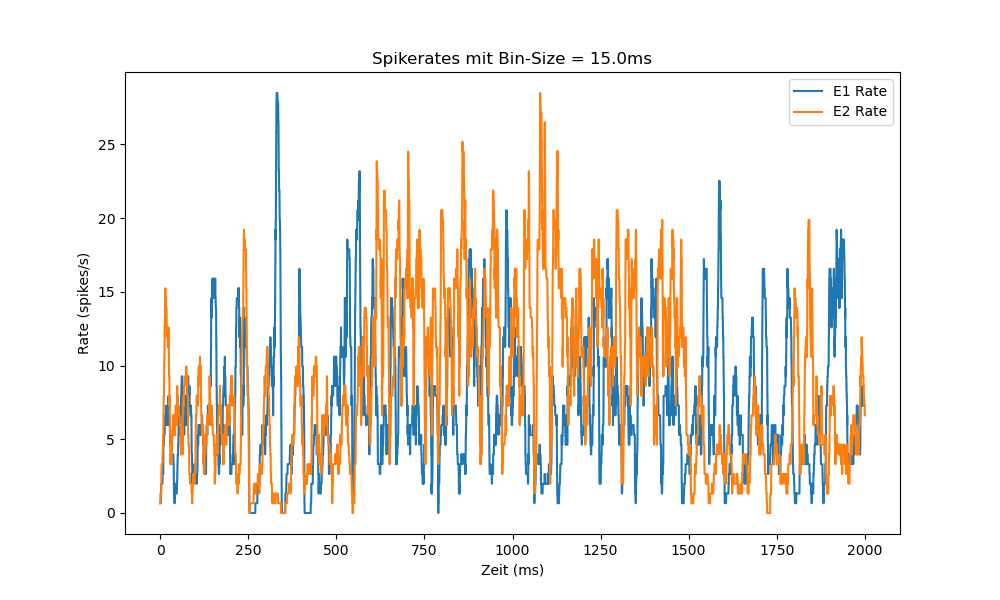 Spikerates mit Bin-Size = 15.0ms
E1 Rate
E2 Rate
Rate (spikes/s)
25
20
15
10
5
0
0 250 500 750 1000 1250 1500 1750 2000
Zeit (ms)